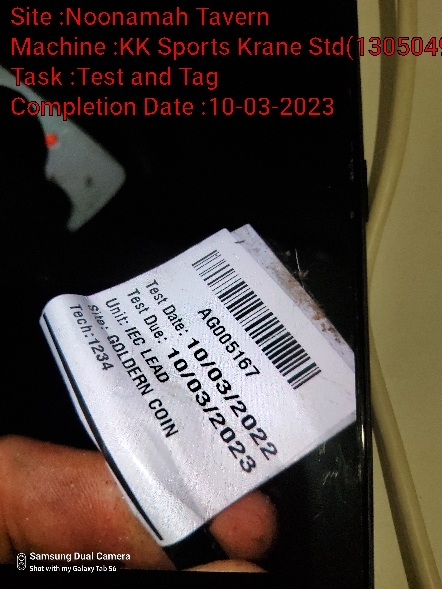 Site :Noonamah Tavern
Machine :KK Sports Krane Std(1305049
Task :Test and Tag
Completion Date :10-03-2023
AG005167
Test Date: 10/03/2022
Test Due: 10/03/2023
Unit: IEC LEAD
Site: GOLDERN COIN
Tech:1234
Samsung Dual Camera
Shot with my Galaxy Tab S6